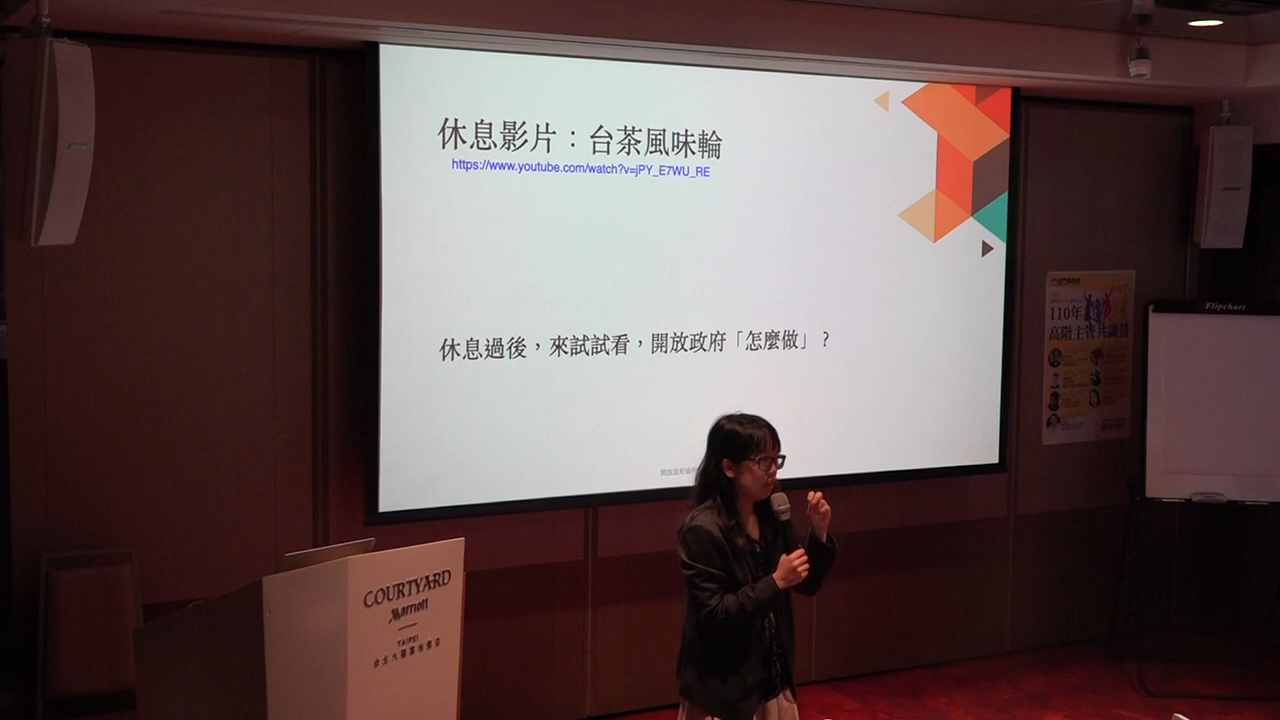 休息影片：台茶風味輪
https://www.youtube.com/watch?v=jPY_E7WU_RE
休息過後，來試試看，開放政府「怎麼做」？
Flipchart
110年
高階主管共識營
COURTYARD
Marriott
TAIPEI